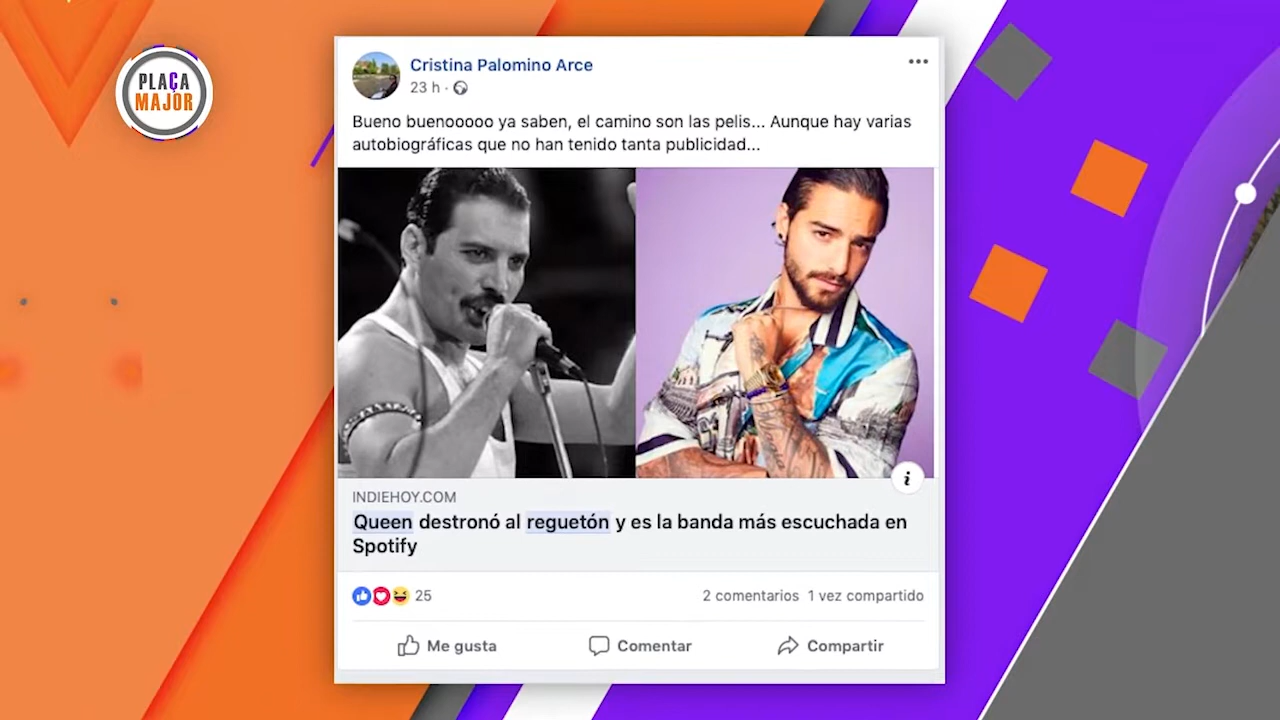 PLAÇA
MAJOR
Cristina Palomino Arce
23 h ·
Bueno buenooooo ya saben, el camino son las pelis... Aunque hay varias
autobiográficas que no han tenido tanta publicidad...
i
INDIEHOY.COM
Queen destronó al reguetón y es la banda más escuchada en
Spotify
25
2 comentarios 1 vez compartido
Me gusta
Comentar
Compartir